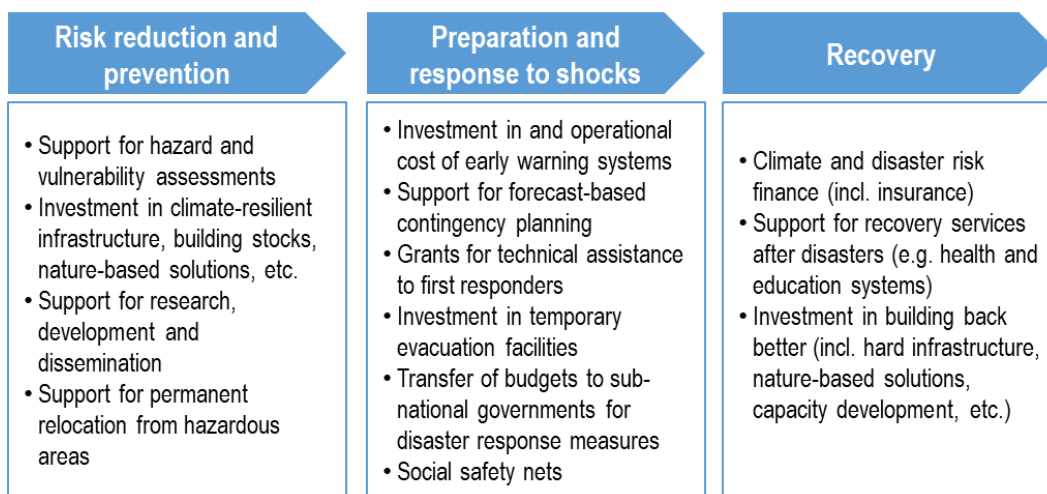 Risk reduction and
prevention
• Support for hazard and
vulnerability assessments
• Investment in climate-resilient
infrastructure, building stocks,
nature-based solutions, etc.
• Support for research,
development and
dissemination
• Support for permanent
relocation from hazardous
areas
Preparation and
response to shocks
• Investment in and operational
cost of early warning systems
• Support for forecast-based
contingency planning
• Grants for technical assistance
to first responders
• Investment in temporary
evacuation facilities
• Transfer of budgets to sub-
national governments for
disaster response measures
• Social safety nets
Recovery
• Climate and disaster risk
finance (incl. insurance)
• Support for recovery services
after disasters (e.g. health and
education systems)
• Investment in building back
better (incl. hard infrastructure,
nature-based solutions,
capacity development, etc.)